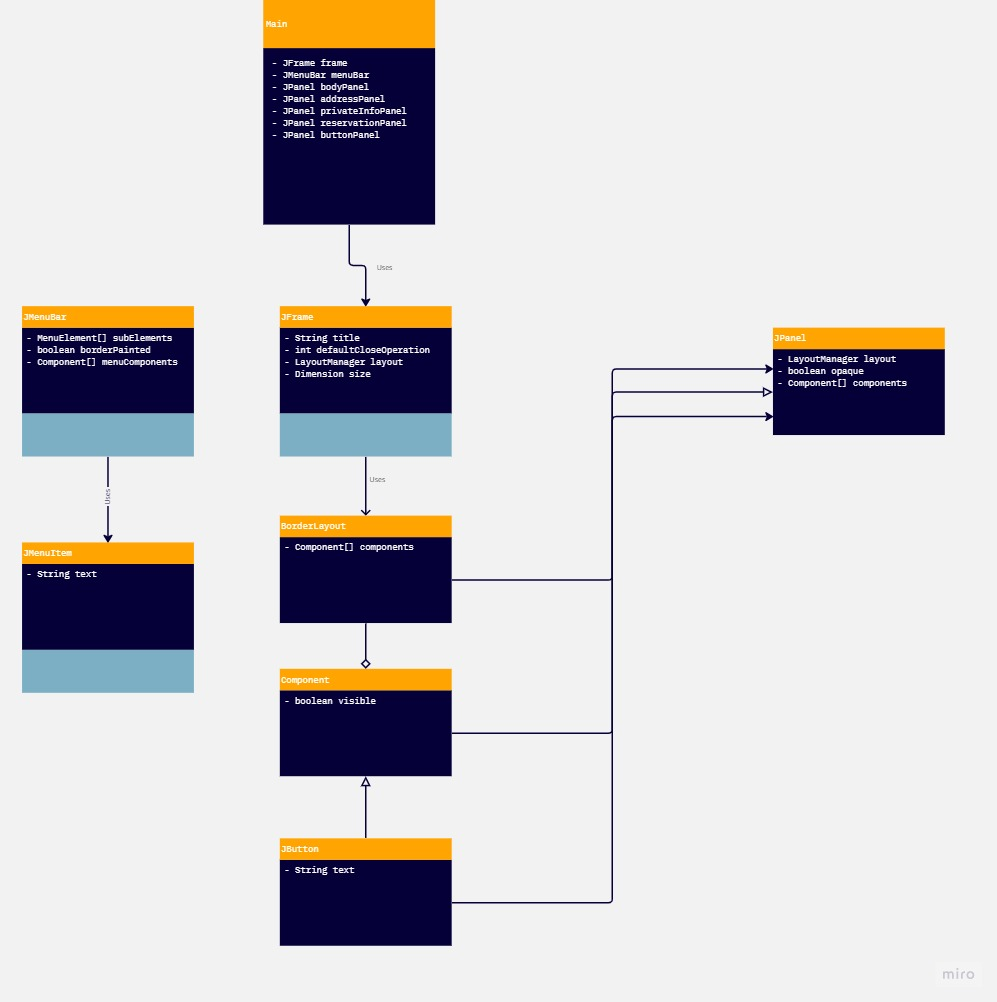 Main
- JFrame frame
- JMenuBar menuBar
- JPanel bodyPanel
- JPanel addressPanel
- JPanel privateInfoPanel
- JPanel reservationPanel
- JPanel buttonPanel
Uses
JMenuBar
- MenuElement[] subElements
- boolean borderPainted
- Component[] menuComponents
JFrame
- String title
- int defaultCloseOperation
- LayoutManager layout
- Dimension size
JPanel
- LayoutManager layout
- boolean opaque
- Component[] components
Uses
Uses
JMenuItem
- String text
BorderLayout
- Component[] components
Component
- boolean visible
JButton
- String text
miro